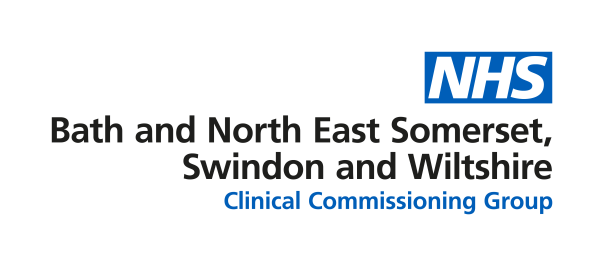 NHS
Bath and North East Somerset,
Swindon and Wiltshire
Clinical Commissioning Group